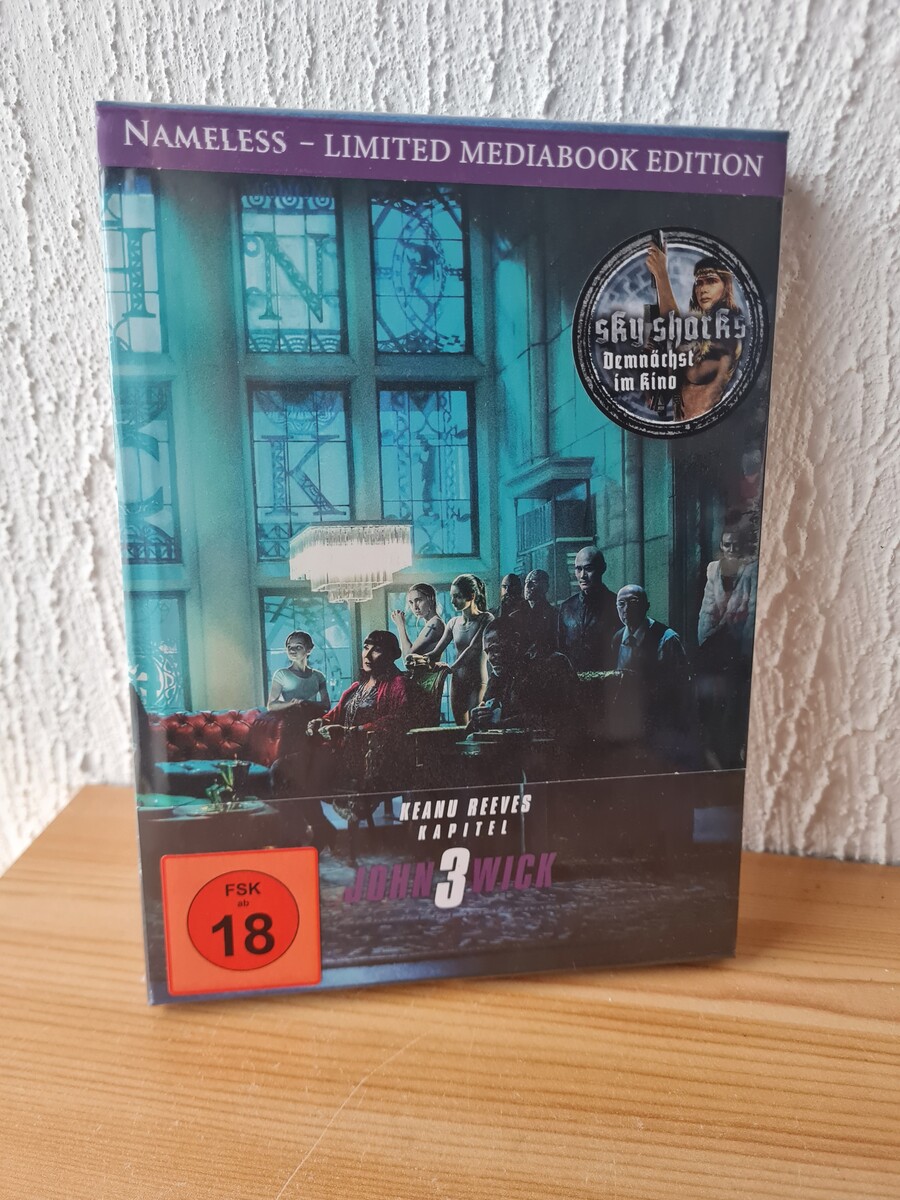 NAMELESS – LIMITED MEDIABOOK EDITION
sky sharks
Demnächst
im Kino
N
K
KEANU REEVES
KAPITEL
JOHN 3 WICK
FSK
ab
18